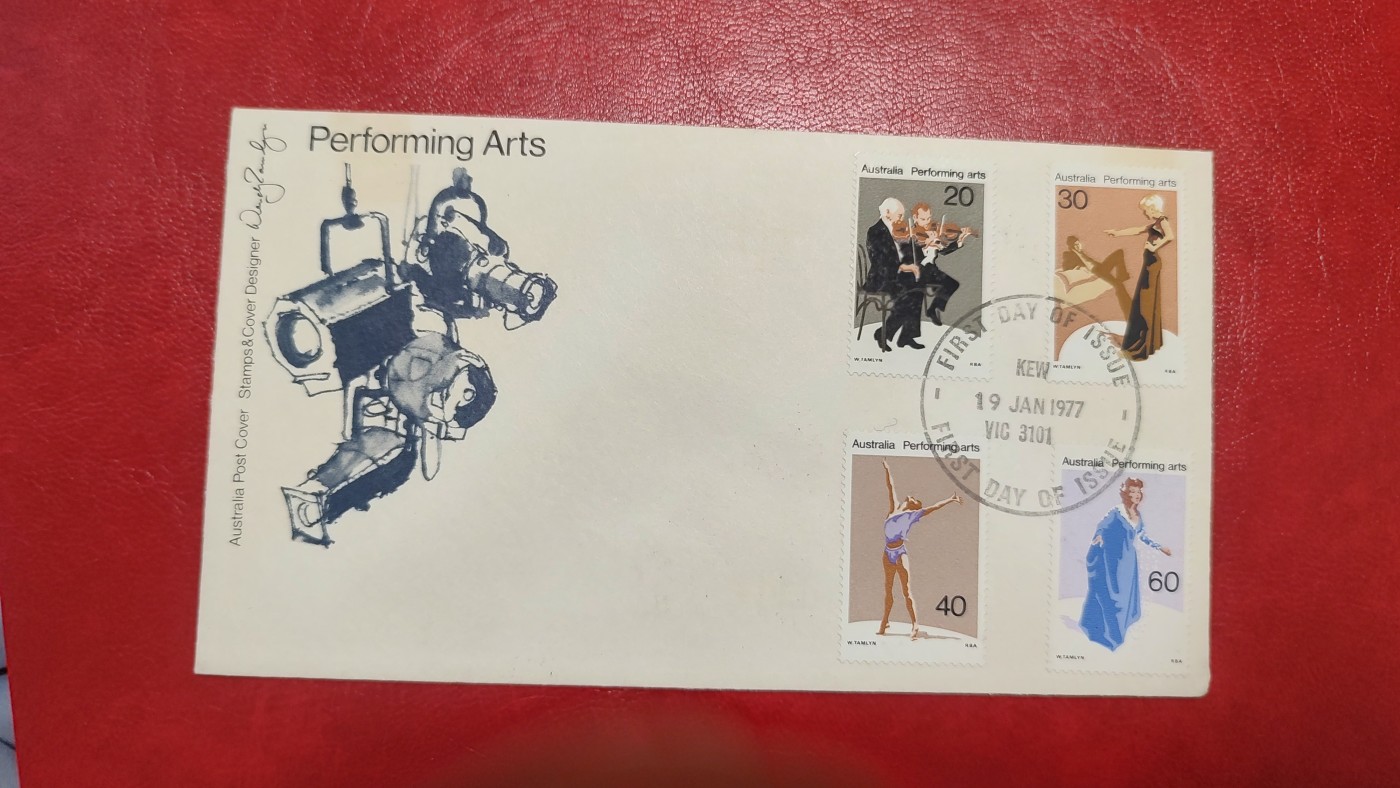 Performing Arts
Australia Post Cover Stamps & Cover Designer
Australia Performing arts
20
W.TAMLYN
Australia Performing arts
30
W.TAMLYN
FIRST DAY OF ISSUE
KEW
19 JAN 1977
VIC 3101
FIRST DAY OF ISSUE
Australia Performing arts
40
W.TAMLYN
Australia Performing arts
60
W.TAMLYN